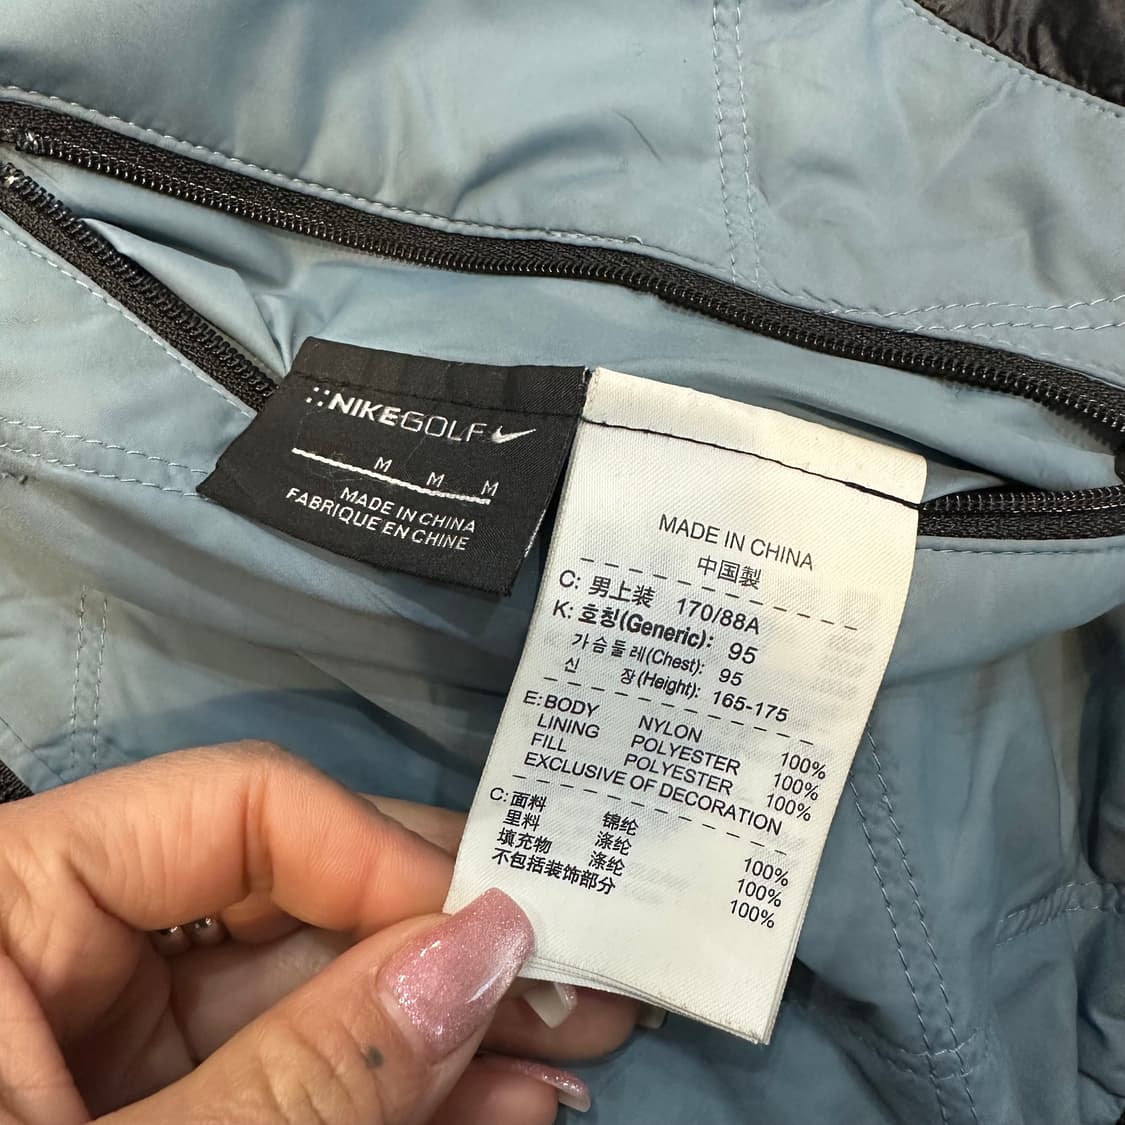 NIKEGOLF
M M M
MADE IN CHINA
FABRIQUE EN CHINE
MADE IN CHINA
中国製
C: 男上装 170/88A
K: 호칭(Generic): 95
가슴둘레(Chest): 95
신 장(Height): 165-175
E: BODY NYLON 100%
LINING POLYESTER 100%
FILL POLYESTER 100%
EXCLUSIVE OF DECORATION
C: 面料 锦纶 100%
里料 涤纶 100%
填充物 涤纶 100%
不包括装饰部分